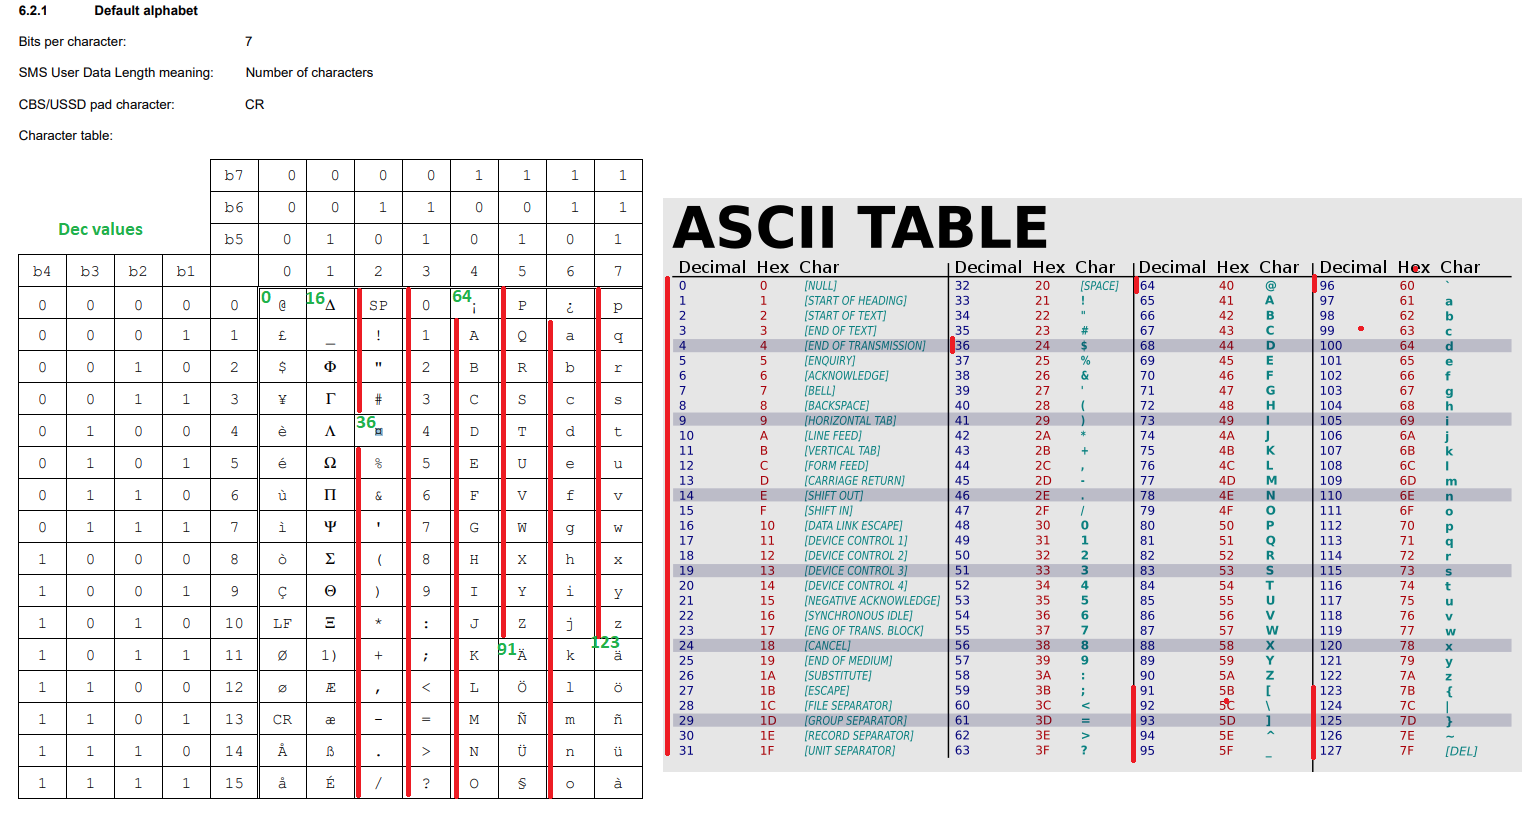 6.2.1 Default alphabet
Bits per character: 7
SMS User Data Length meaning: Number of characters
CBS/USSD pad character: CR
Character table:
b7 0 0 0 0 1 1 1 1
b6 0 0 1 1 0 0 1 1
Dec values
b5 0 1 0 1 0 1 0 1
b4 b3 b2 b1 0 1 2 3 4 5 6 7
0 0 0 0 0 0 @ 16 Δ SP 0 64 ¡ P ¿ p
0 0 0 1 1 £ _ ! 1 A Q a q
0 0 1 0 2 $ Φ " 2 B R b r
0 0 1 1 3 ¥ Γ # 3 C S c s
0 1 0 0 4 è Λ 36 ¤ 4 D T d t
0 1 0 1 5 é Ω % 5 E U e u
0 1 1 0 6 ù Π & 6 F V f v
0 1 1 1 7 ì Ψ ' 7 G W g w
1 0 0 0 8 ò Σ ( 8 H X h x
1 0 0 1 9 Ç Θ ) 9 I Y i y
1 0 1 0 10 LF Ξ * : J Z j z
1 0 1 1 11 Ø 1) + ; K 91 Ä k 123 ä
1 1 0 0 12 ø Æ , < L Ö l ö
1 1 0 1 13 CR æ - = M Ñ m ñ
1 1 1 0 14 Å ß . > N Ü n ü
1 1 1 1 15 å É / ? O § o à
ASCII TABLE
Decimal Hex Char Decimal Hex Char Decimal Hex Char Decimal Hex Char
0 0 [NULL] 32 20 [SPACE] 64 40 @ 96 60 `
1 1 [START OF HEADING] 33 21 ! 65 41 A 97 61 a
2 2 [START OF TEXT] 34 22 " 66 42 B 98 62 b
3 3 [END OF TEXT] 35 23 # 67 43 C 99 63 c
4 4 [END OF TRANSMISSION] 36 24 $ 68 44 D 100 64 d
5 5 [ENQUIRY] 37 25 % 69 45 E 101 65 e
6 6 [ACKNOWLEDGE] 38 26 & 70 46 F 102 66 f
7 7 [BELL] 39 27 ' 71 47 G 103 67 g
8 8 [BACKSPACE] 40 28 ( 72 48 H 104 68 h
9 9 [HORIZONTAL TAB] 41 29 ) 73 49 I 105 69 i
10 A [LINE FEED] 42 2A * 74 4A J 106 6A j
11 B [VERTICAL TAB] 43 2B + 75 4B K 107 6B k
12 C [FORM FEED] 44 2C , 76 4C L 108 6C l
13 D [CARRIAGE RETURN] 45 2D - 77 4D M 109 6D m
14 E [SHIFT OUT] 46 2E . 78 4E N 110 6E n
15 F [SHIFT IN] 47 2F / 79 4F O 111 6F o
16 10 [DATA LINK ESCAPE] 48 30 0 80 50 P 112 70 p
17 11 [DEVICE CONTROL 1] 49 31 1 81 51 Q 113 71 q
18 12 [DEVICE CONTROL 2] 50 32 2 82 52 R 114 72 r
19 13 [DEVICE CONTROL 3] 51 33 3 83 53 S 115 73 s
20 14 [DEVICE CONTROL 4] 52 34 4 84 54 T 116 74 t
21 15 [NEGATIVE ACKNOWLEDGE] 53 35 5 85 55 U 117 75 u
22 16 [SYNCHRONOUS IDLE] 54 36 6 86 56 V 118 76 v
23 17 [ENG OF TRANS. BLOCK] 55 37 7 87 57 W 119 77 w
24 18 [CANCEL] 56 38 8 88 58 X 120 78 x
25 19 [END OF MEDIUM] 57 39 9 89 59 Y 121 79 y
26 1A [SUBSTITUTE] 58 3A : 90 5A Z 122 7A z
27 1B [ESCAPE] 59 3B ; 91 5B [ 123 7B {
28 1C [FILE SEPARATOR] 60 3C < 92 5C \ 124 7C |
29 1D [GROUP SEPARATOR] 61 3D = 93 5D ] 125 7D }
30 1E [RECORD SEPARATOR] 62 3E > 94 5E ^ 126 7E ~
31 1F [UNIT SEPARATOR] 63 3F ? 95 5F _ 127 7F [DEL]